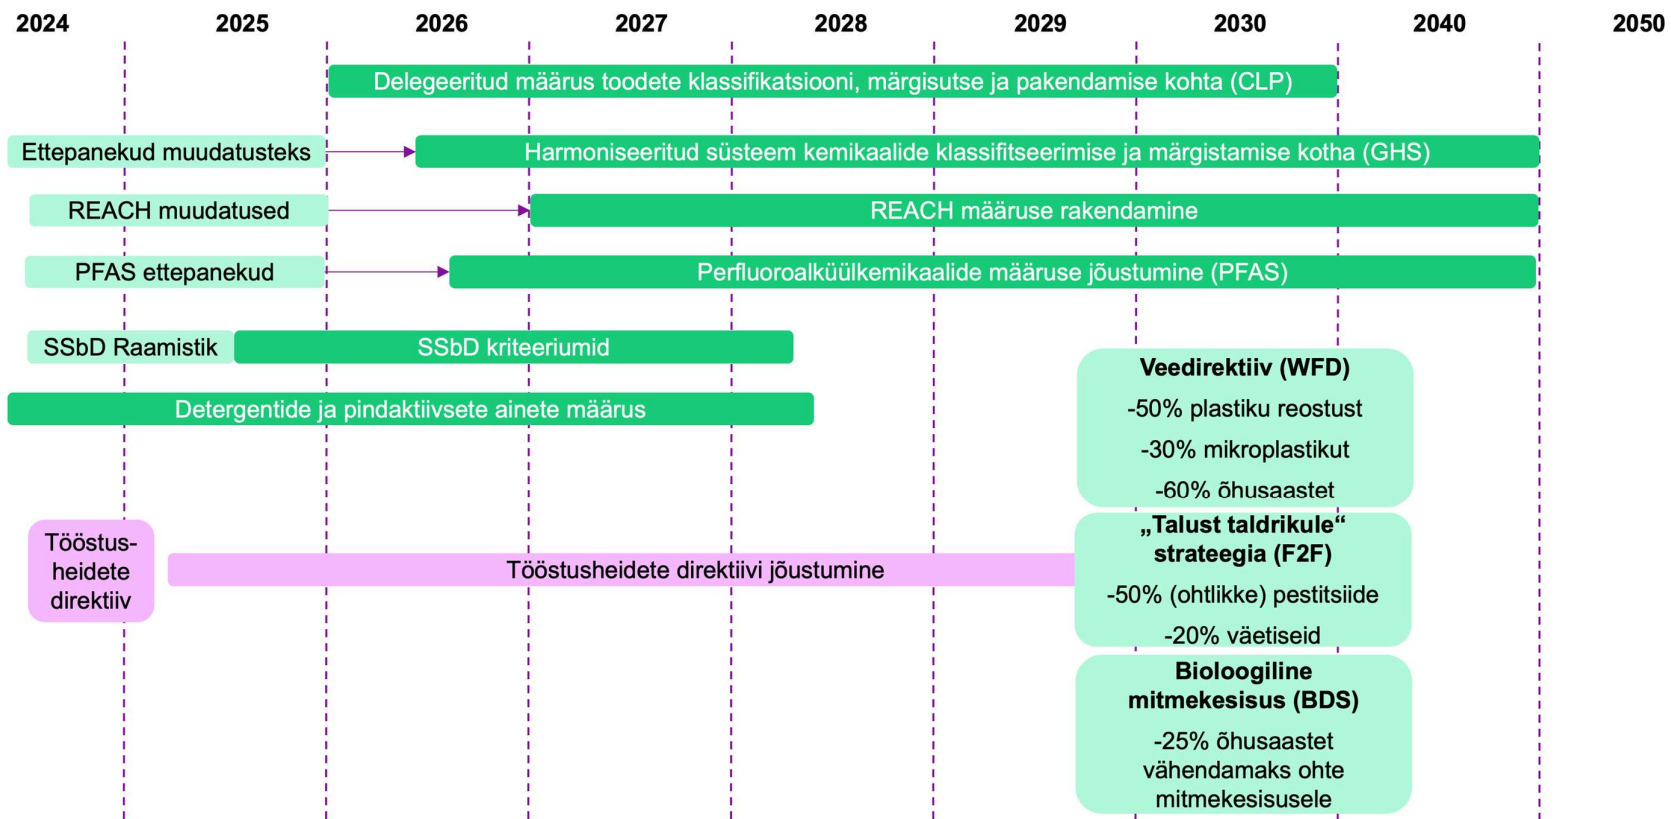 2024 2025 2026 2027 2028 2029 2030 2040 2050
Delegeeritud määrus toodete klassifikatsiooni, märgisutse ja pakendamise kohta (CLP)
Ettepanekud muudatusteks
Harmoniseeritud süsteem kemikaalide klassifitseerimise ja märgistamise kotha (GHS)
REACH muudatused
REACH määruse rakendamine
PFAS ettepanekud
Perfluoroalküülkemikaalide määruse jõustumine (PFAS)
SSbD Raamistik
SSbD kriteeriumid
Detergentide ja pindaktiivsete ainete määrus
Veedirektiiv (WFD)
-50% plastiku reostust
-30% mikroplastikut
-60% õhusaastet
Tööstus-
heidete
direktiiv
Tööstusheidete direktiivi jõustumine
„Talust taldrikule“
strateegia (F2F)
-50% (ohtlikke) pestitsiide
-20% väetiseid
Bioloogiline
mitmekesisus (BDS)
-25% õhusaastet
vähendamaks ohte
mitmekesisusele